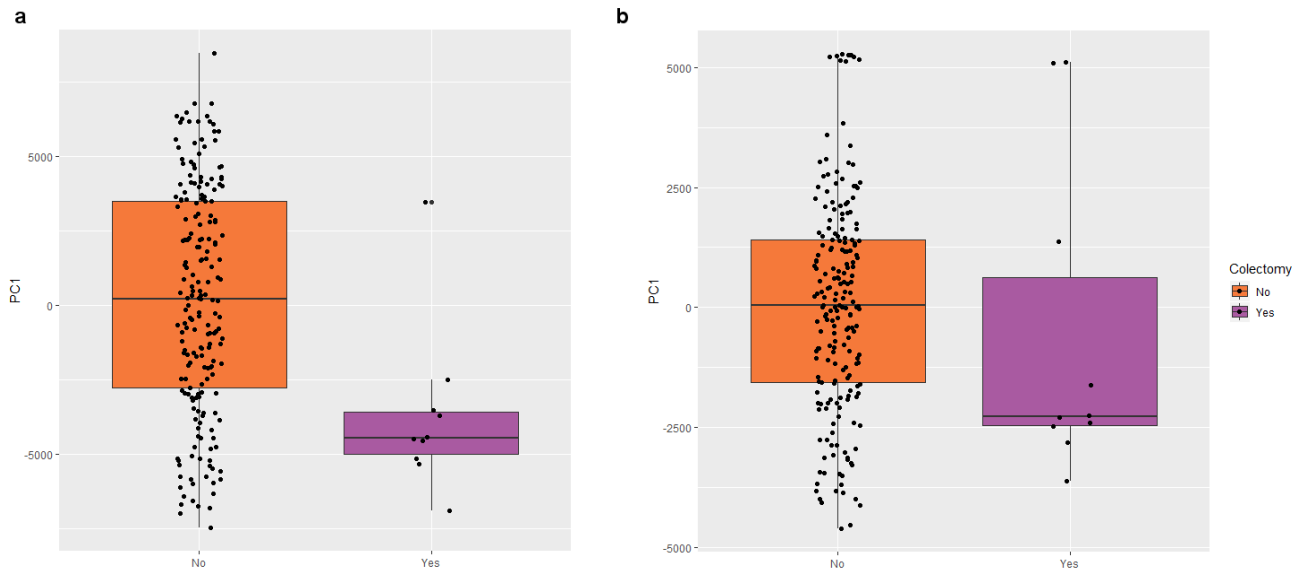 a
PC1
5000
0
-5000
No
Yes
b
PC1
5000
2500
0
-2500
-5000
No
Yes
Colectomy
No
Yes